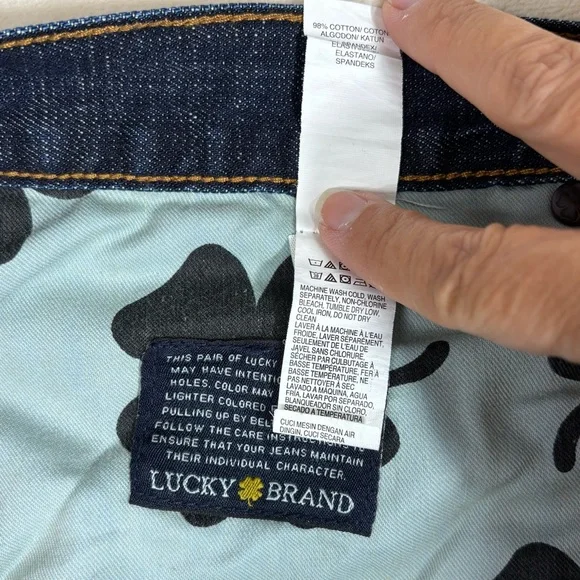 98% COTTON/ COTON
ALGODON/ KATUN
ELASTANO/
SPANDEKS
MACHINE WASH COLD, WASH
SEPARATELY, NON-CHLORINE
BLEACH, TUMBLE DRY LOW,
COOL IRON, DO NOT DRY
CLEAN
LAVER À LA MACHINE À L'EAU
FROIDE, LAVER SÉPARÉMENT.
SEULEMENT DE L'EAU DE
JAVEL SANS CHLORURE,
SÉCHER PAR CULBUTAGE À
BASSE TEMPÉRATURE, FER À
BASSE TEMPÉRATURE, NE
PAS NETTOYER À SEC
LAVADO A MÁQUINA, AGUA
FRÍA, LAVAR POR SEPARADO,
BLANQUEADOR SIN CLORO,
SECADO A TEMPERATURA
CUCI MESIN DENGAN AIR
DINGIN, CUCI SECARA
THIS PAIR OF LUCKY
MAY HAVE INTENTIO
HOLES. COLOR MAY
LIGHTER COLORED
PULLING UP BY BEL
FOLLOW THE CARE INSTRUCTIONS TO
ENSURE THAT YOUR JEANS MAINTAIN
THEIR INDIVIDUAL CHARACTER.
LUCKY BRAND